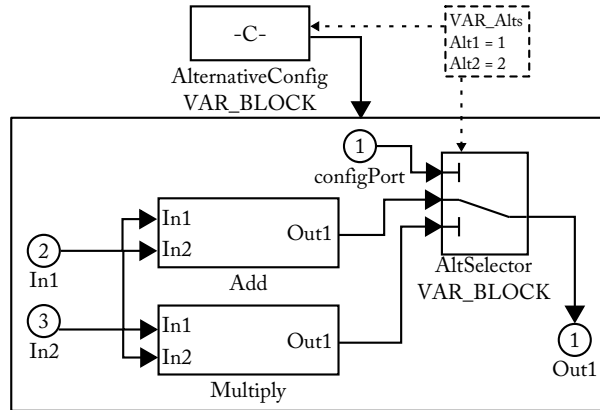 -C-
VAR_Alts
Alt1 = 1
Alt2 = 2
AlternativeConfig
VAR_BLOCK
1
configPort
In1
In2
Out1
Add
2
In1
AltSelector
VAR_BLOCK
3
In2
In1
In2
Out1
Multiply
1
Out1